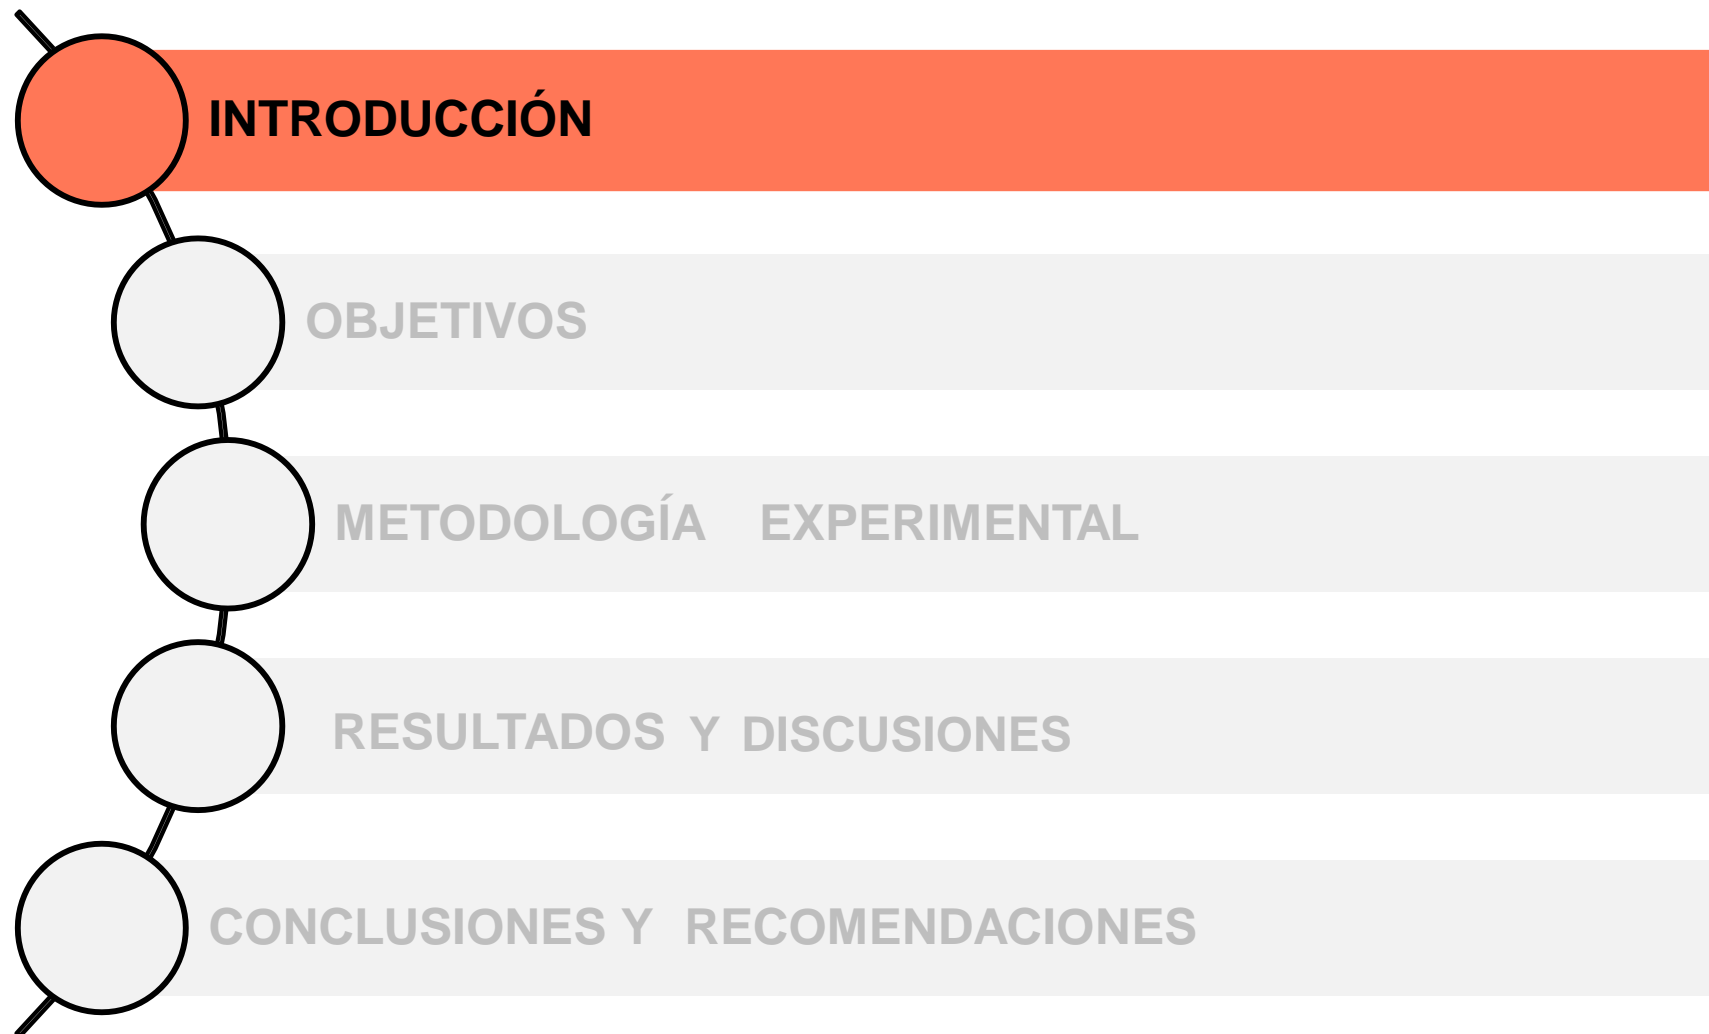 INTRODUCCIÓN
OBJETIVOS
METODOLOGÍA EXPERIMENTAL
RESULTADOS Y DISCUSIONES
CONCLUSIONES Y RECOMENDACIONES